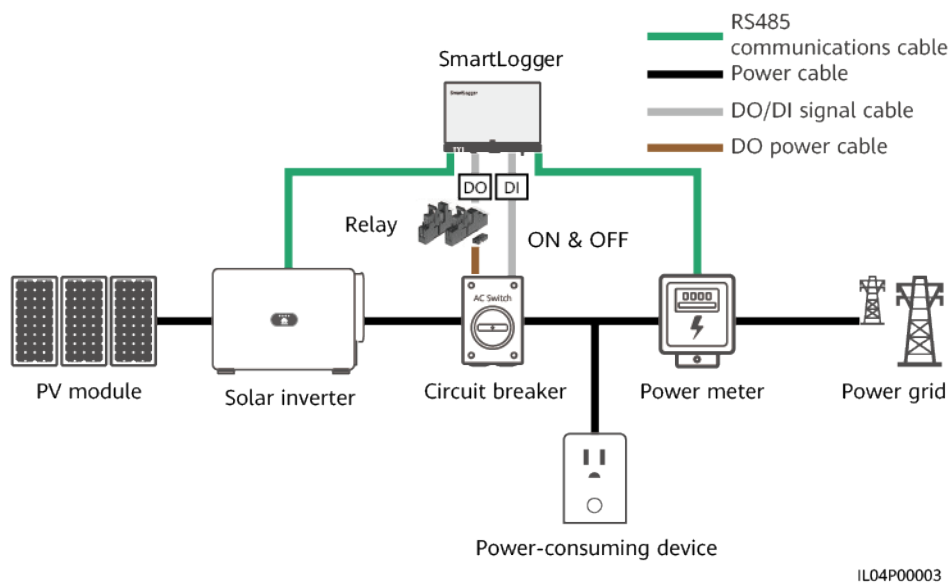 RS485
communications cable
Power cable
DO/DI signal cable
DO power cable
SmartLogger
SmartLogger
DO
DI
Relay
ON & OFF
AC Switch
PV module
Solar inverter
Circuit breaker
Power meter
Power grid
Power-consuming device
IL04P00003